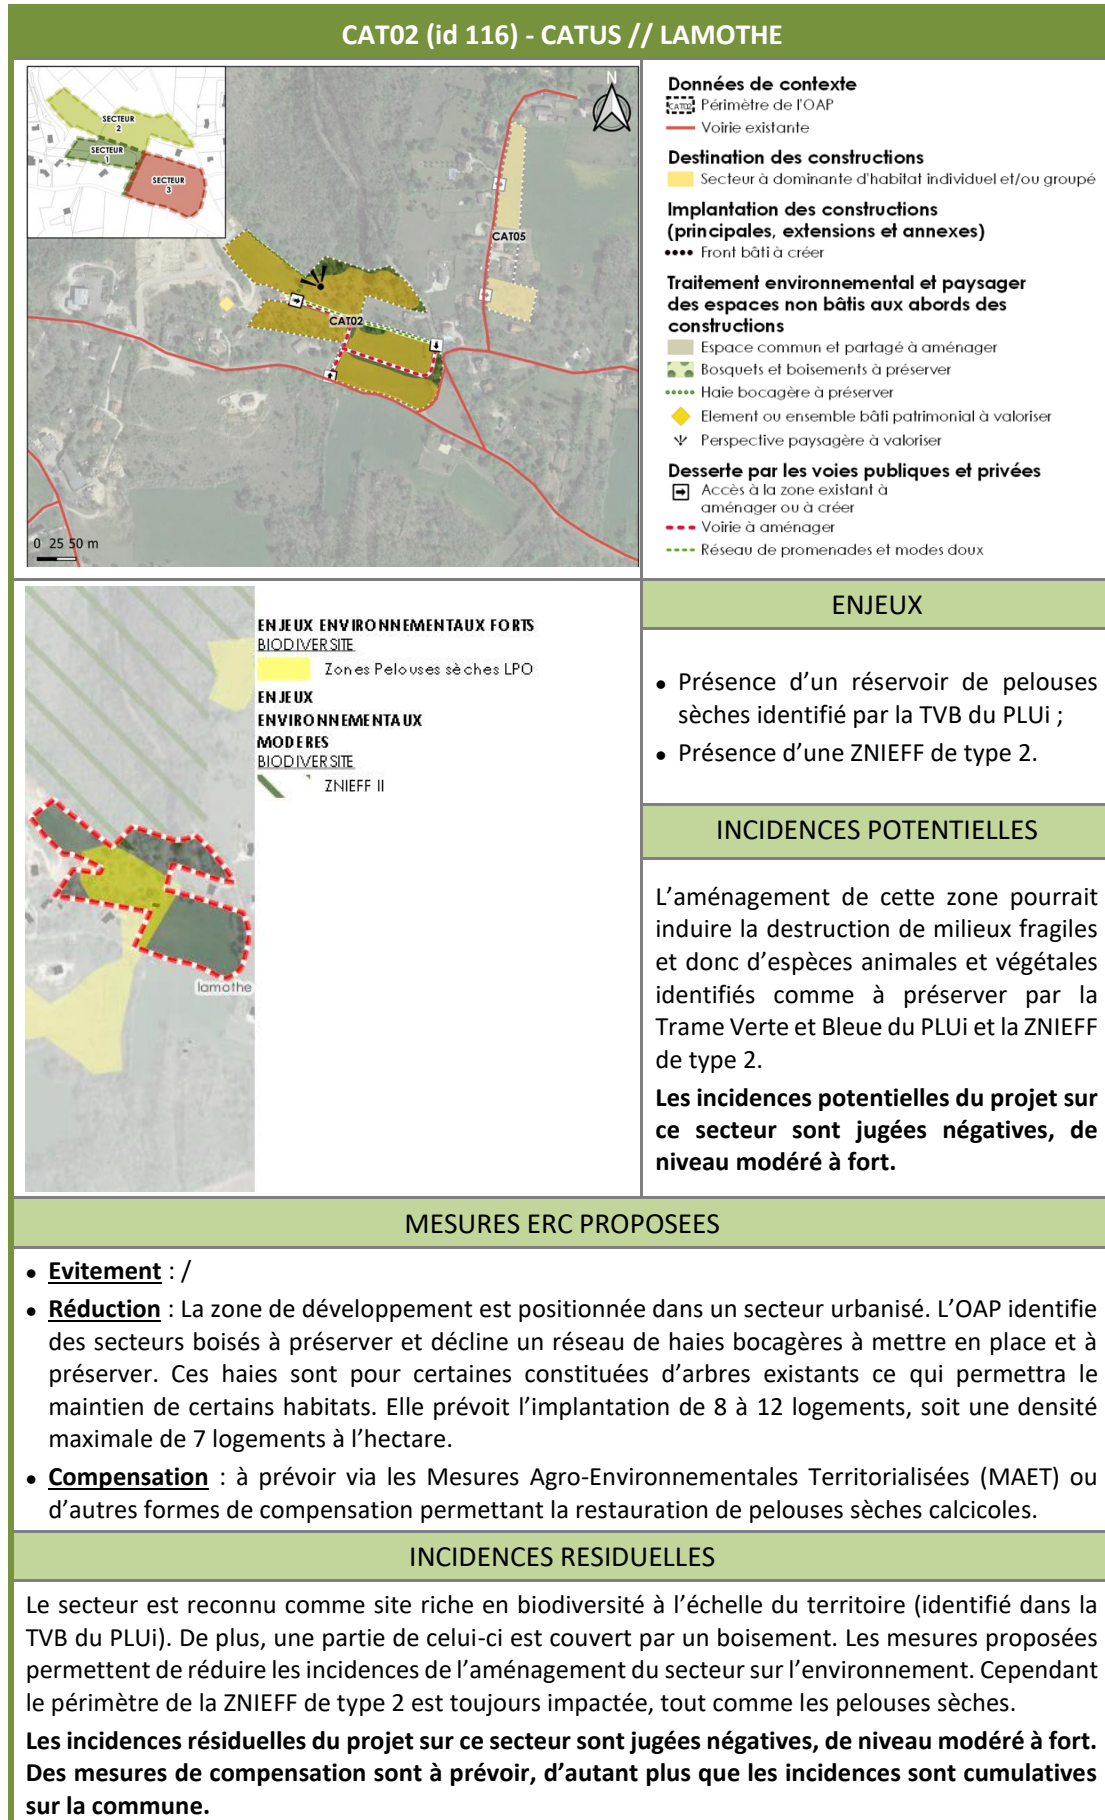 CAT02 (id 116) - CATUS // LAMOTHE
SECTEUR
2
SECTEUR
1
SECTEUR
3
N
CAT05
CAT02
0 25 50 m
Données de contexte
CAT02 Périmètre de l'OAP
Voirie existante
Destination des constructions
Secteur à dominante d'habitat individuel et/ou groupé
Implantation des constructions
(principales, extensions et annexes)
Front bâti à créer
Traitement environnemental et paysager
des espaces non bâtis aux abords des
constructions
Espace commun et partagé à aménager
Bosquets et boisements à préserver
Haie bocagère à préserver
Element ou ensemble bâti patrimonial à valoriser
Perspective paysagère à valoriser
Desserte par les voies publiques et privées
Accès à la zone existant à
aménager ou à créer
Voirie à aménager
Réseau de promenades et modes doux
lamothe
ENJEUX ENVIRONNEMENTAUX FORTS
BIODIVERSITE
Zones Pelouses sèches LPO
ENJEUX
ENVIRONNEMENTAUX
MODERES
BIODIVERSITE
ZNIEFF II
ENJEUX
• Présence d'un réservoir de pelouses
sèches identifié par la TVB du PLUi ;
• Présence d'une ZNIEFF de type 2.
INCIDENCES POTENTIELLES
L'aménagement de cette zone pourrait
induire la destruction de milieux fragiles
et donc d'espèces animales et végétales
identifiés comme à préserver par la
Trame Verte et Bleue du PLUi et la ZNIEFF
de type 2.
Les incidences potentielles du projet sur
ce secteur sont jugées négatives, de
niveau modéré à fort.
MESURES ERC PROPOSEES
• Evitement : /
• Réduction : La zone de développement est positionnée dans un secteur urbanisé. L'OAP identifie
des secteurs boisés à préserver et décline un réseau de haies bocagères à mettre en place et à
préserver. Ces haies sont pour certaines constituées d'arbres existants ce qui permettra le
maintien de certains habitats. Elle prévoit l'implantation de 8 à 12 logements, soit une densité
maximale de 7 logements à l'hectare.
• Compensation : à prévoir via les Mesures Agro-Environnementales Territorialisées (MAET) ou
d'autres formes de compensation permettant la restauration de pelouses sèches calcicoles.
INCIDENCES RESIDUELLES
Le secteur est reconnu comme site riche en biodiversité à l'échelle du territoire (identifié dans la
TVB du PLUi). De plus, une partie de celui-ci est couvert par un boisement. Les mesures proposées
permettent de réduire les incidences de l'aménagement du secteur sur l'environnement. Cependant
le périmètre de la ZNIEFF de type 2 est toujours impactée, tout comme les pelouses sèches.
Les incidences résiduelles du projet sur ce secteur sont jugées négatives, de niveau modéré à fort.
Des mesures de compensation sont à prévoir, d'autant plus que les incidences sont cumulatives
sur la commune.